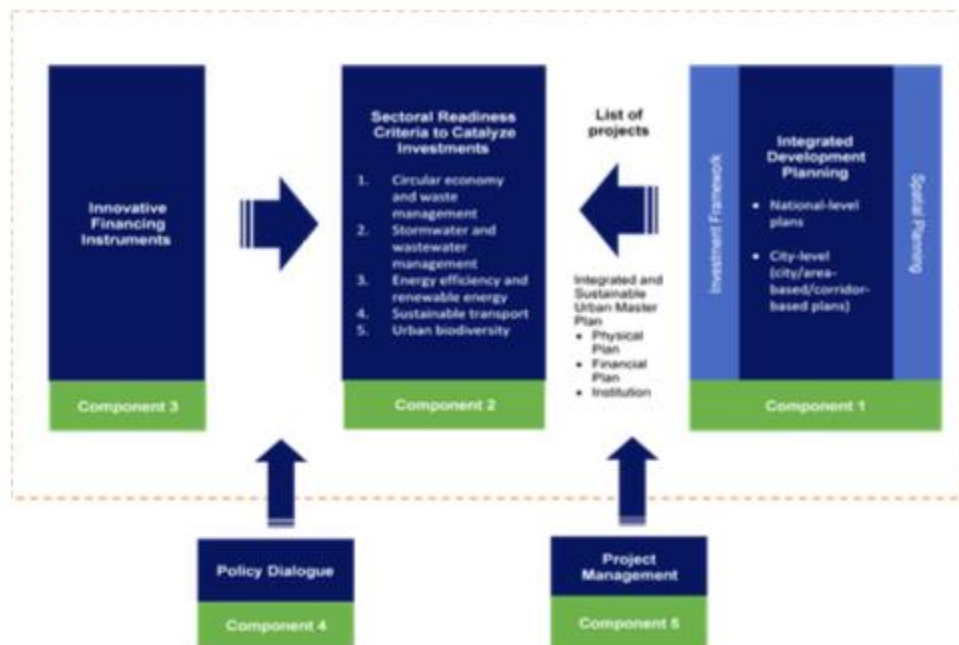 Innovative
Financing
Instruments
Component 3
Sectoral Readiness
Criteria to Catalyze
Investments
1. Circular economy
and waste
management
2. Stormwater and
wastewater
management
3. Energy efficiency and
renewable energy
4. Sustainable transport
5. Urban biodiversity
Component 2
List of
projects
Integrated and
Sustainable
Urban Master
Plan
• Physical
Plan
• Financial
Plan
• Institution
Investment Framework
Integrated
Development
Planning
• National-level
plans
• City-level
(city/area-
based/corridor-
based plans)
Spatial Planning
Component 1
Policy Dialogue
Component 4
Project
Management
Component 5